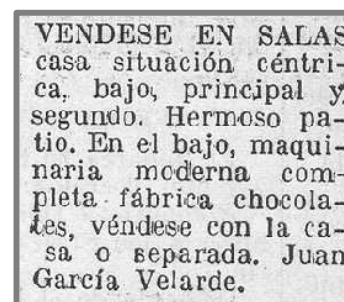 VENDESE EN SALAS
casa situación céntri-
ca, bajo, principal y
segundo. Hermoso pa-
tio. En el bajo, maqui-
naria moderna com-
pleta fábrica chocola-
tes, véndese con la ca-
sa o separada. Juan
García Velarde.